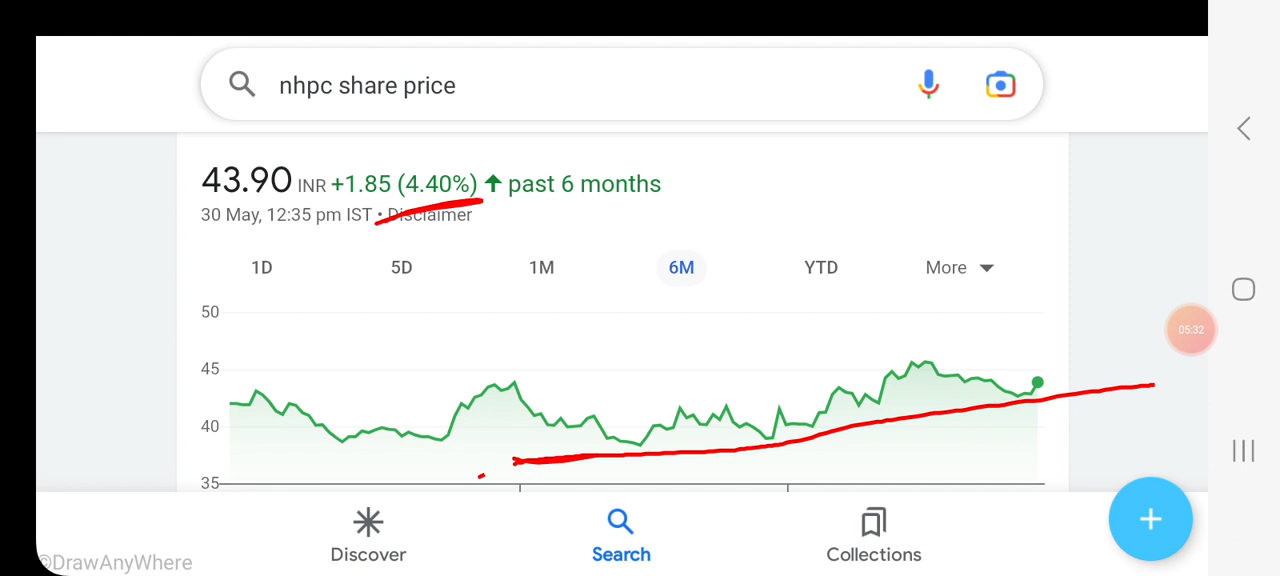 nhpc share price
43.90 INR +1.85 (4.40%) past 6 months
30 May, 12:35 pm IST • Disclaimer
1D 5D 1M 6M YTD More
50
45
40
35
05:32
Discover Search Collections
©DrawAnyWhere